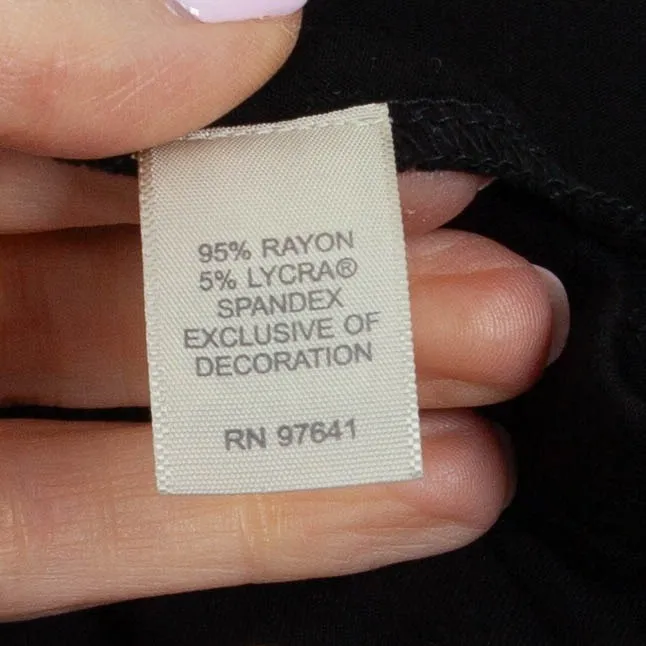 95% RAYON
5% LYCRA®
SPANDEX
EXCLUSIVE OF
DECORATION
RN 97641